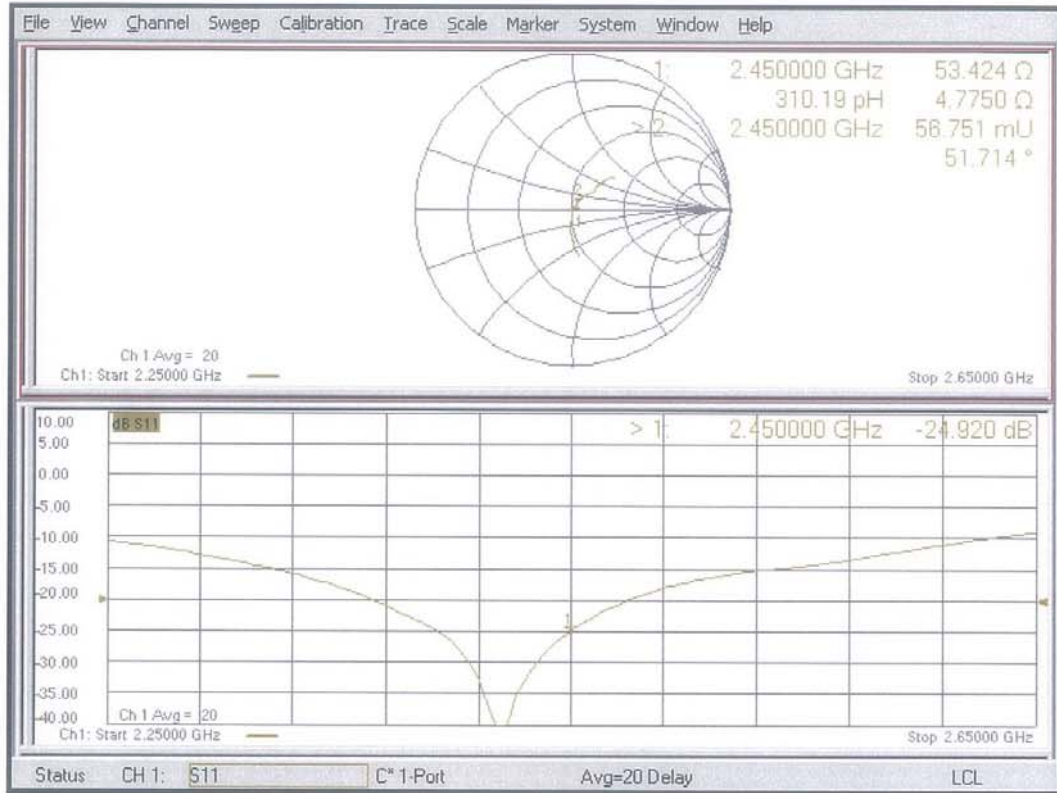 File View Channel Sweep Calibration Trace Scale Marker System Window Help
1: 2.450000 GHz 53.424 Ω
310.19 pH 4.7750 Ω
> 2: 2.450000 GHz 56.751 mU
51.714 °
Ch 1 Avg = 20
Ch1: Start 2.25000 GHz
Stop 2.65000 GHz
dB S11
> 1: 2.450000 GHz -24.920 dB
10.00
5.00
0.00
-5.00
-10.00
-15.00
-20.00
-25.00
-30.00
-35.00
-40.00
1
Ch 1 Avg = 20
Ch1: Start 2.25000 GHz
Stop 2.65000 GHz
Status CH 1: S11 C* 1-Port Avg=20 Delay LCL